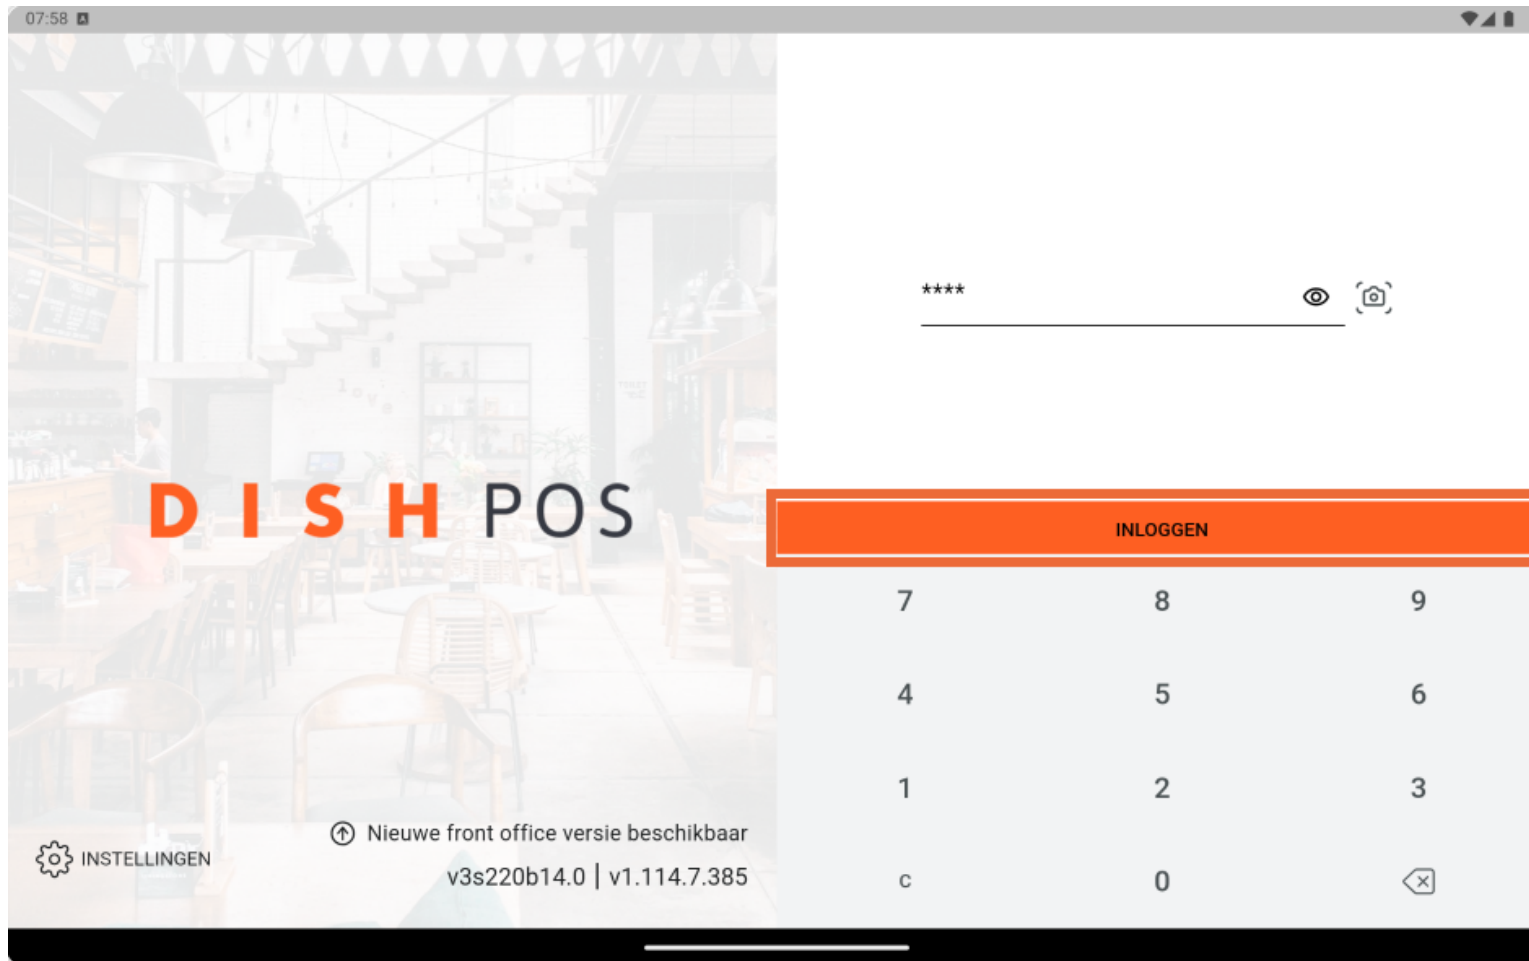 07:58
****
DISH POS
INLOGGEN
7 8 9
4 5 6
1 2 3
C 0
Nieuwe front office versie beschikbaar
INSTELLINGEN
v3s220b14.0 | v1.114.7.385